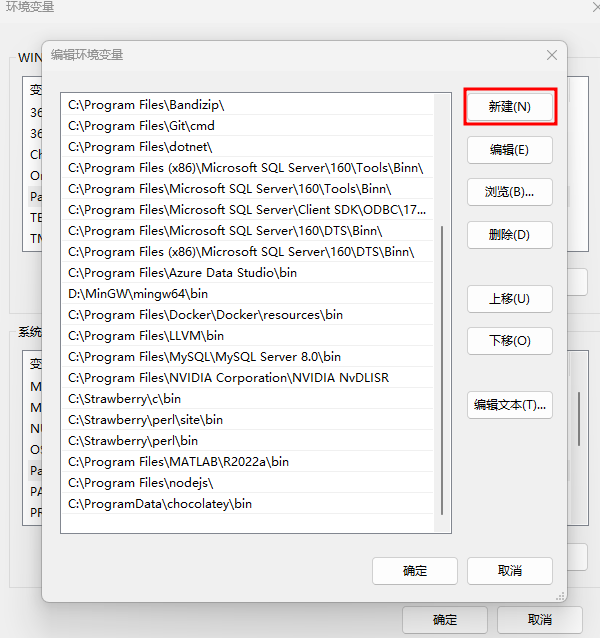 环境变量
编辑环境变量
C:\Program Files\Bandizip\
C:\Program Files\Git\cmd
C:\Program Files\dotnet\
C:\Program Files (x86)\Microsoft SQL Server\160\Tools\Binn\
C:\Program Files\Microsoft SQL Server\160\Tools\Binn\
C:\Program Files\Microsoft SQL Server\Client SDK\ODBC\17...
C:\Program Files\Microsoft SQL Server\160\DTS\Binn\
C:\Program Files (x86)\Microsoft SQL Server\160\DTS\Binn\
C:\Program Files\Azure Data Studio\bin
D:\MinGW\mingw64\bin
C:\Program Files\Docker\Docker\resources\bin
C:\Program Files\LLVM\bin
C:\Program Files\MySQL\MySQL Server 8.0\bin
C:\Program Files\NVIDIA Corporation\NVIDIA NvDLISR
C:\Strawberry\c\bin
C:\Strawberry\perl\site\bin
C:\Strawberry\perl\bin
C:\Program Files\MATLAB\R2022a\bin
C:\Program Files\nodejs\
C:\ProgramData\chocolatey\bin
新建(N)
编辑(E)
浏览(B)...
删除(D)
上移(U)
下移(O)
编辑文本(T)...
确定
取消
WIN
变
36
36
Pa
TE
系统
变
M
M
NU
Pa
PA
PR
确定
取消